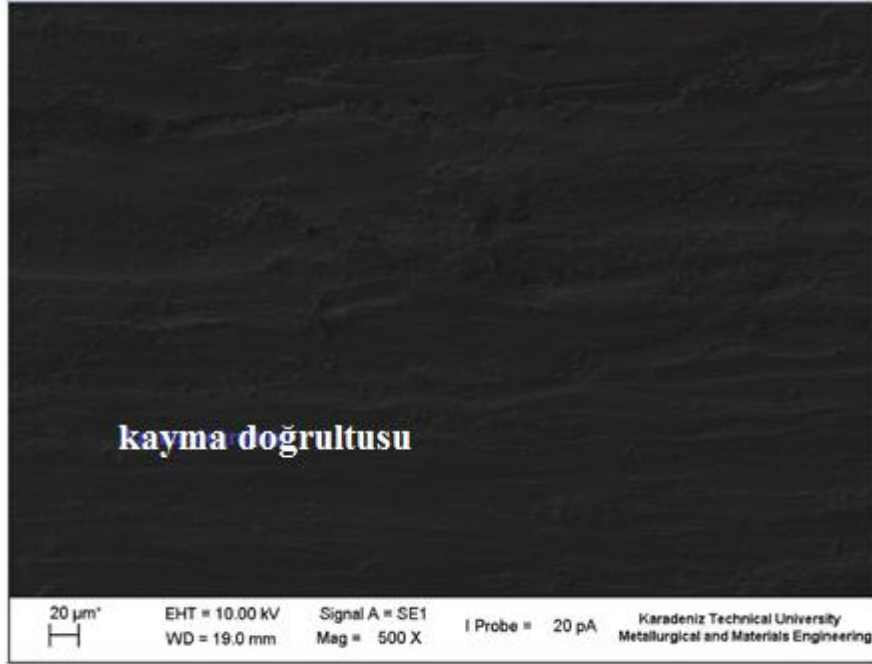 kayma doğrultusu
20 µm*
EHT = 10.00 kV
WD = 19.0 mm
Signal A = SE1
Mag = 500 X
I Probe = 20 pA
Karadeniz Technical University
Metallurgical and Materials Engineering